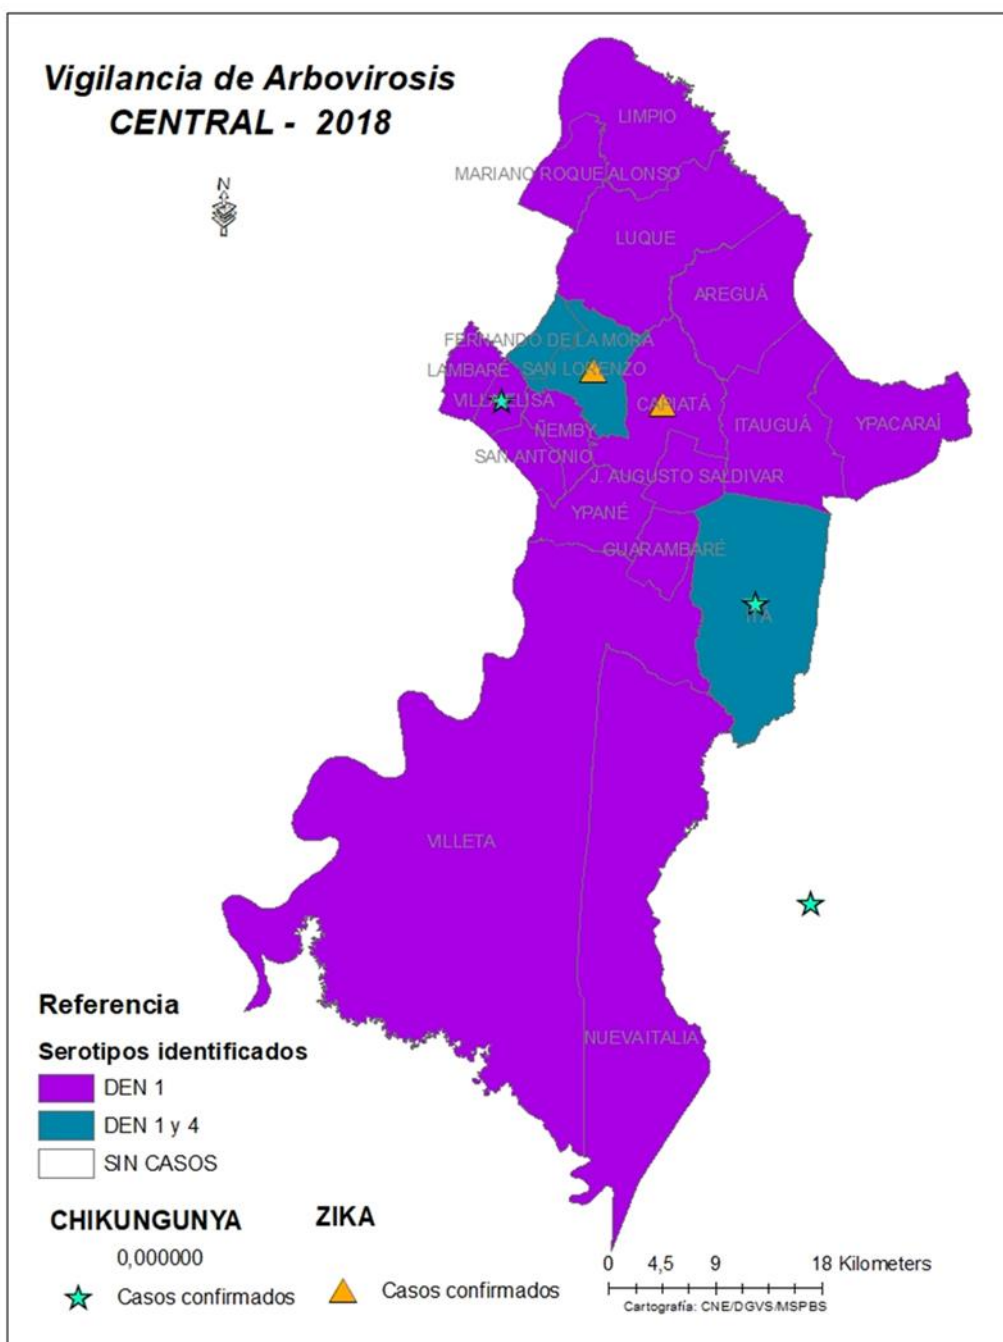 Vigilancia de Arbovirosis
CENTRAL - 2018
N
LIMPIO
MARIANO ROQUE ALONSO
LUQUE
AREGUÁ
FERNANDO DE LA MORA
LAMBARÉ
SAN LORENZO
VILLA ELISA
CAPIATÁ
ITAUGUÁ
YPACARAÍ
ÑEMBY
SAN ANTONIO
J. AUGUSTO SALDIVAR
YPANÉ
GUARAMBARÉ
ITÁ
VILLETA
NUEVA ITALIA
Referencia
Serotipos identificados
DEN 1
DEN 1 y 4
SIN CASOS
CHIKUNGUNYA
0,000000
Casos confirmados
ZIKA
Casos confirmados
0 4,5 9 18 Kilometers
Cartografía: CNE/DGVS/MSPBS